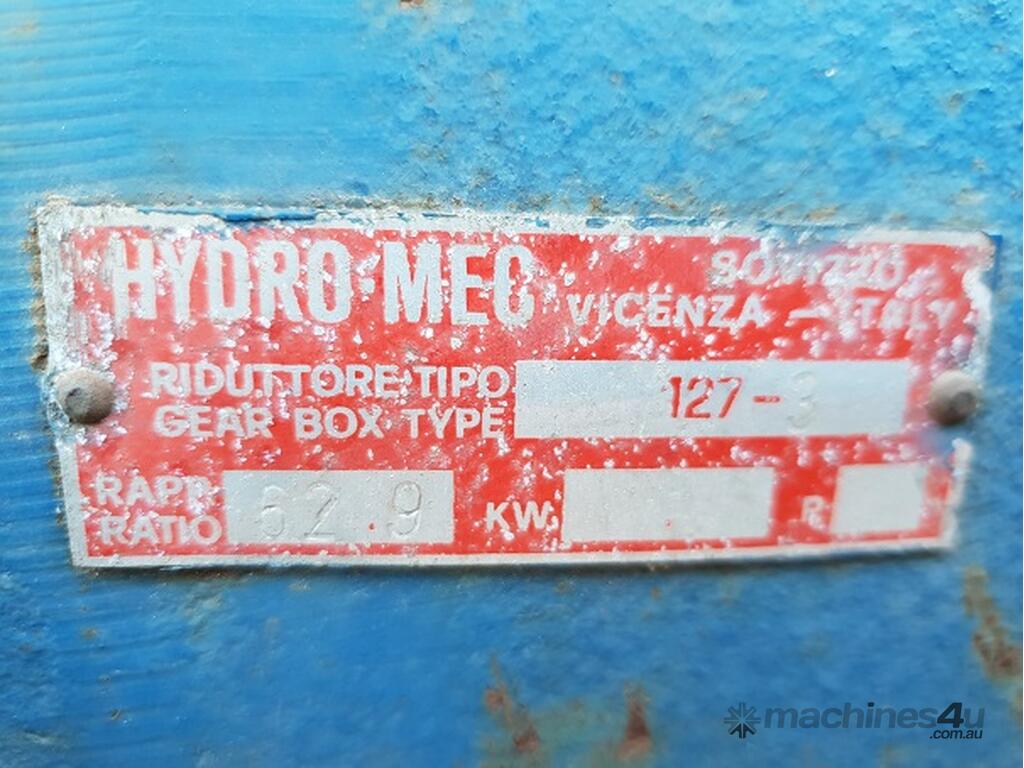 HYDRO·MEC
SOVIZZO
VICENZA – ITALY
RIDUTTORE TIPO
GEAR BOX TYPE
127-3
RAPP.
RATIO
62.9
KW.
R.
machines4u
.com.au